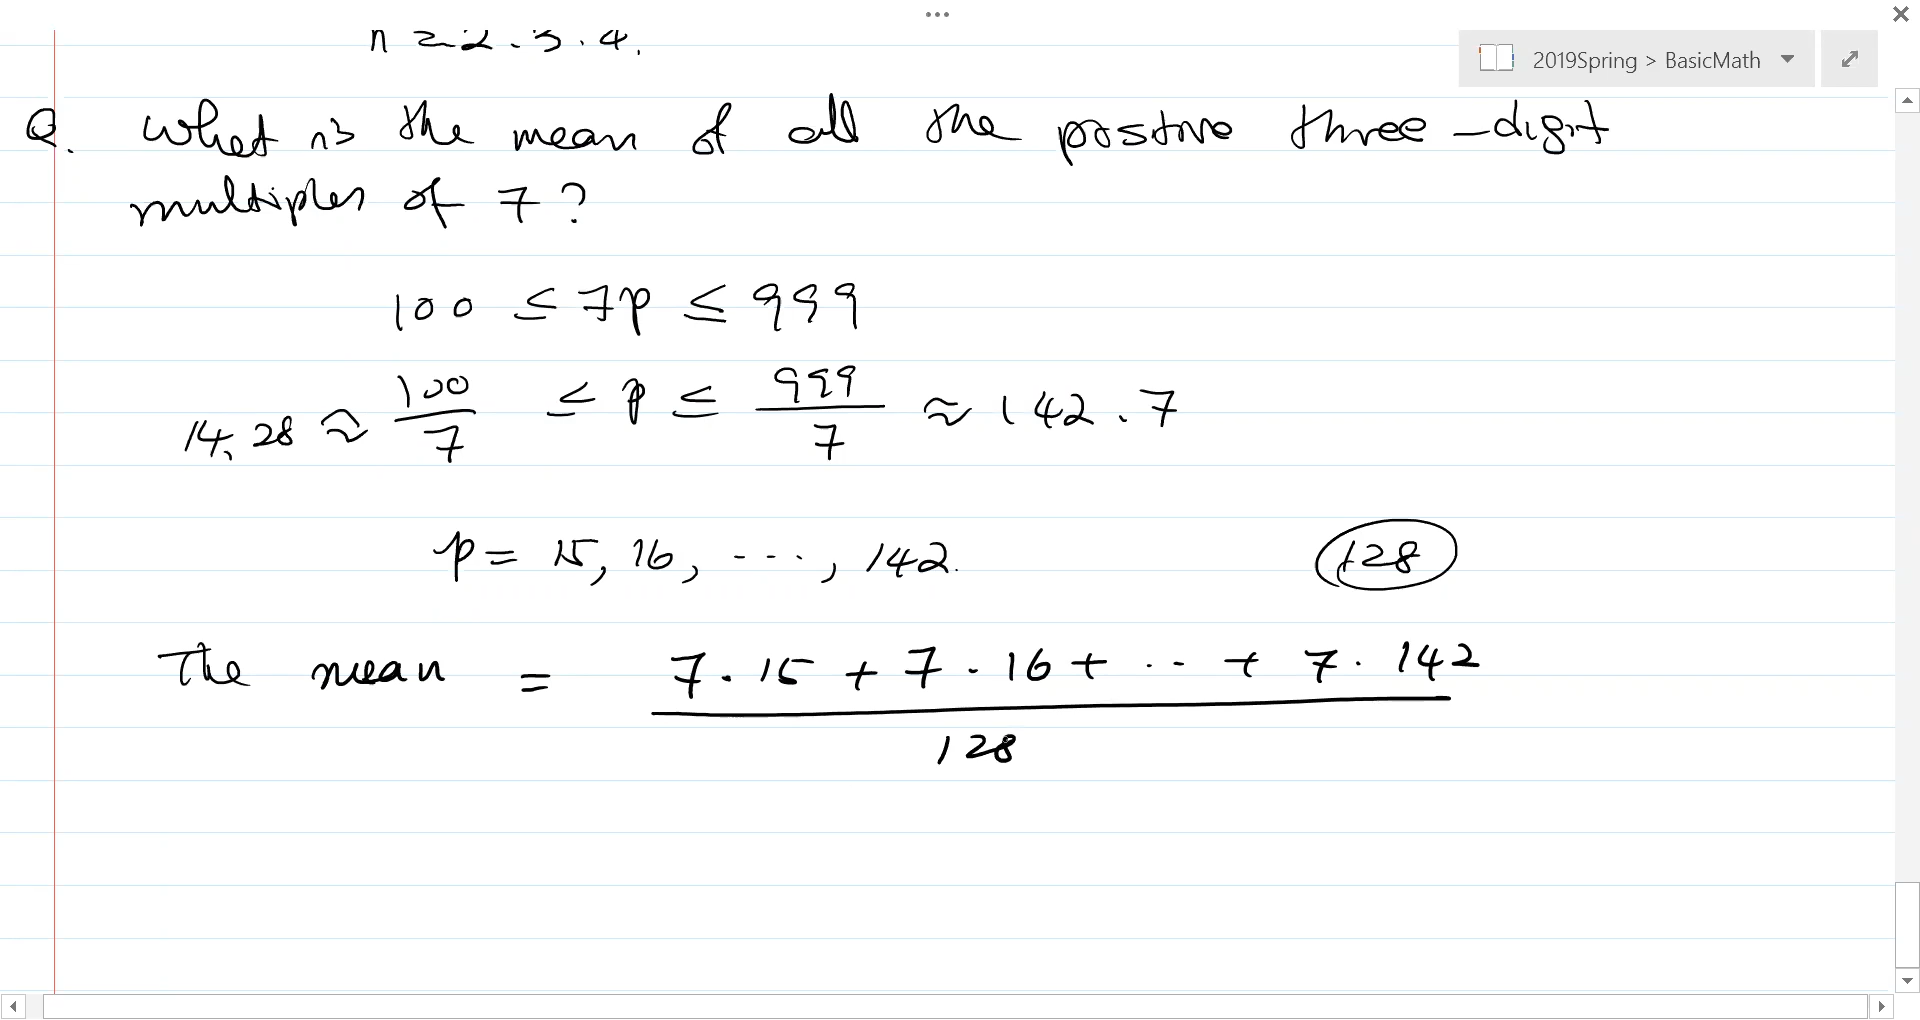 n = 2 . 3 . 4 .
2019Spring > BasicMath
Q. What is the mean of all the positive three-digit
multiples of 7 ?
100 ≤ 7p ≤ 999
14.28 ≈ 100/7 ≤ p ≤ 999/7 ≈ 142.7
p = 15, 16, ..., 142.
128
The mean = (7·15 + 7·16 + ·· + 7·142) / 128